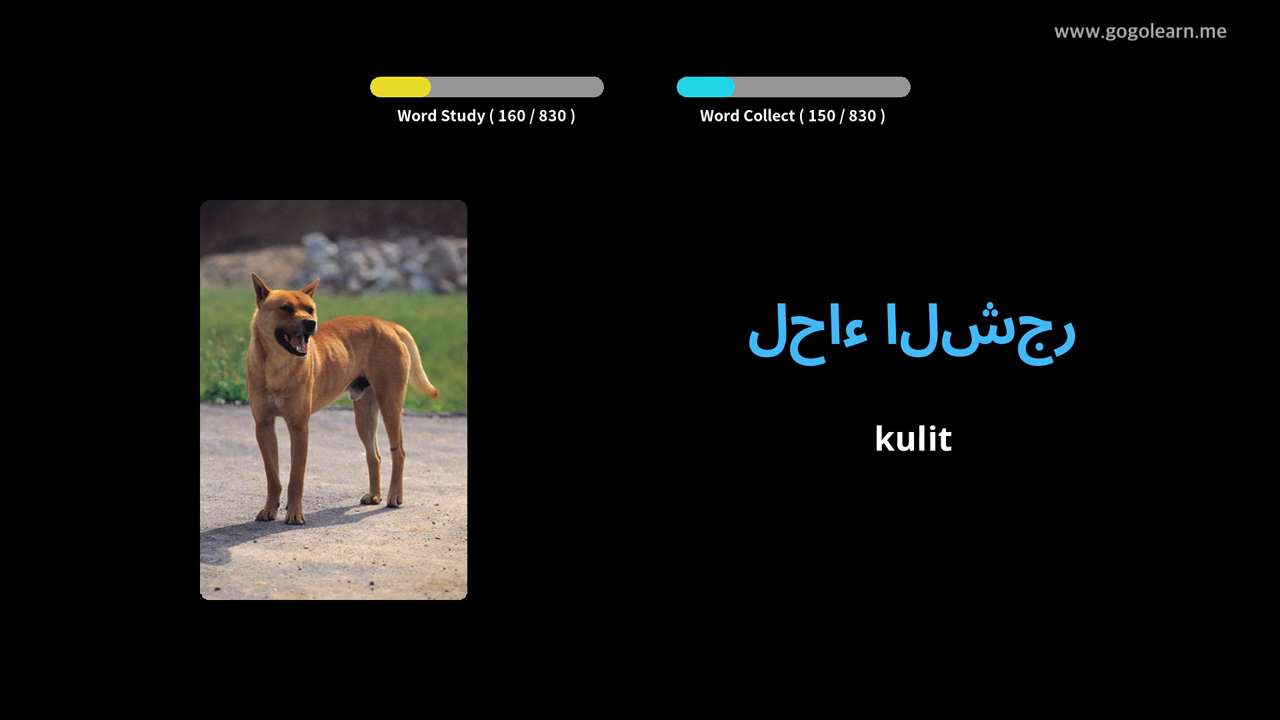 www.gogolearn.me
Word Study ( 160 / 830 )
Word Collect ( 150 / 830 )
لحاء الشجر
kulit